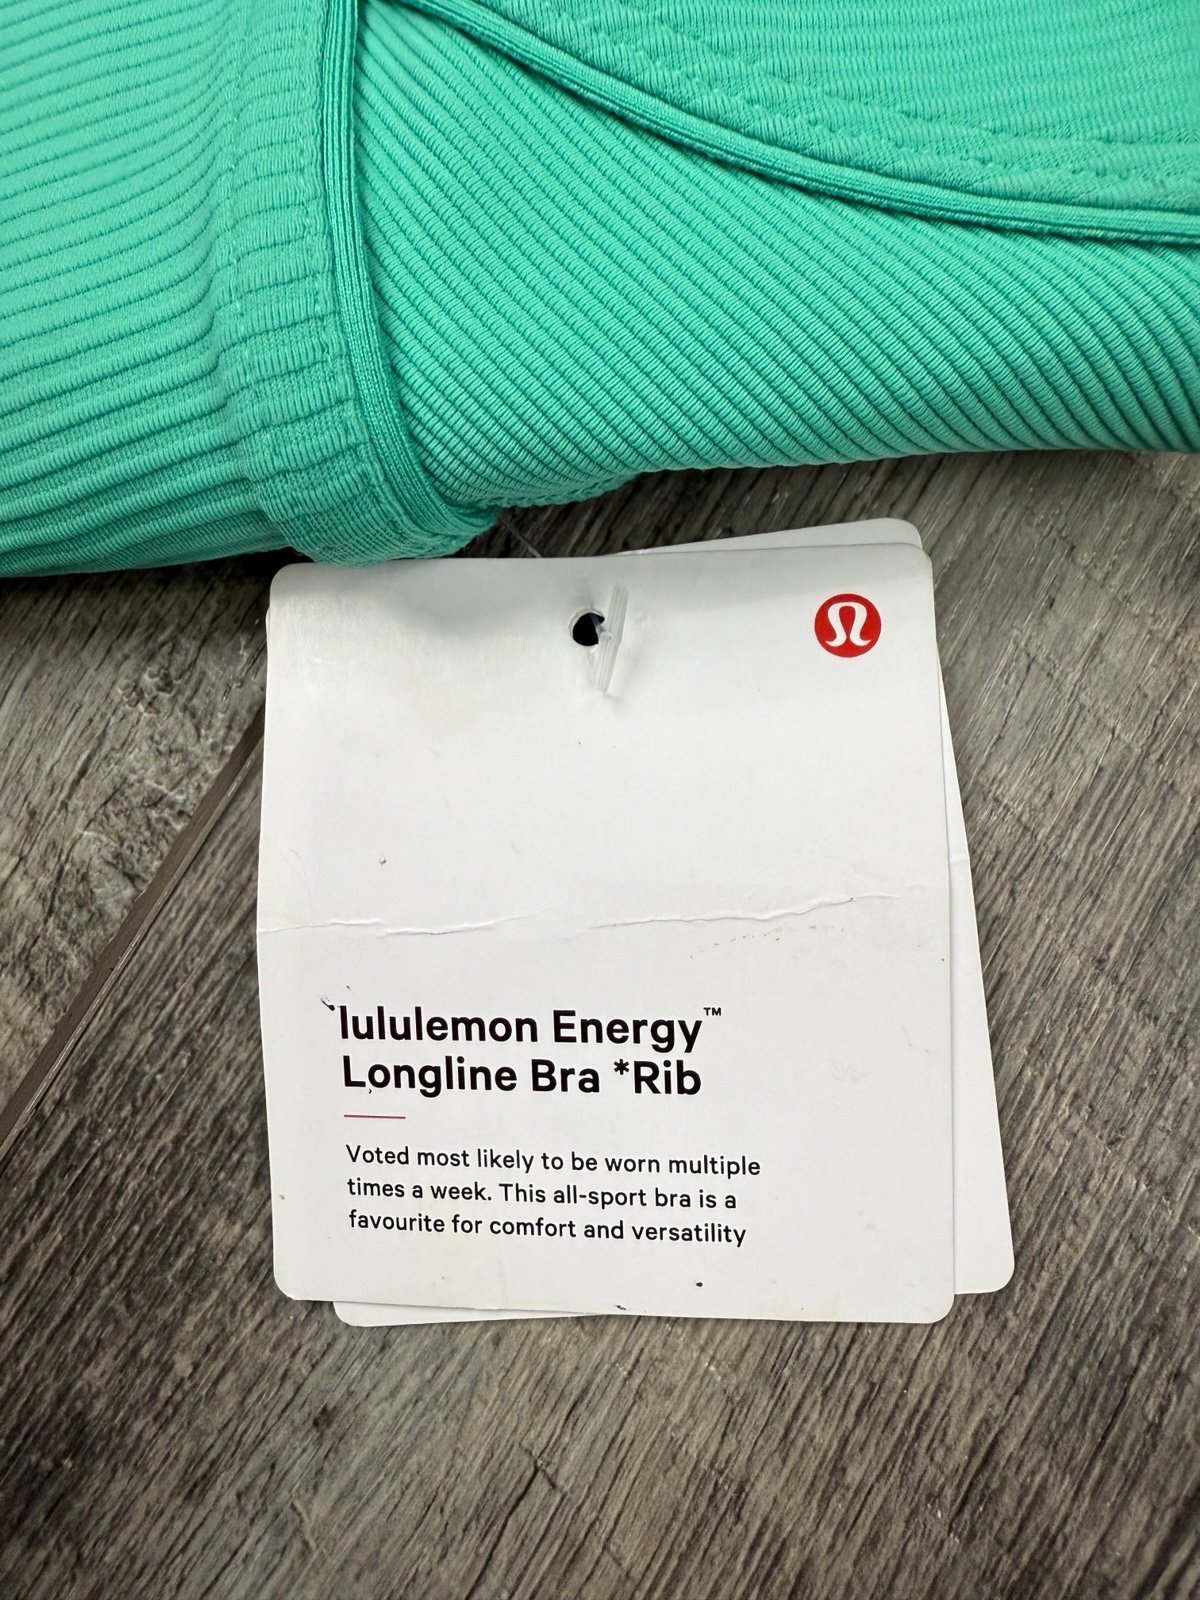 lululemon Energy™
Longline Bra *Rib
Voted most likely to be worn multiple
times a week. This all-sport bra is a
favourite for comfort and versatility